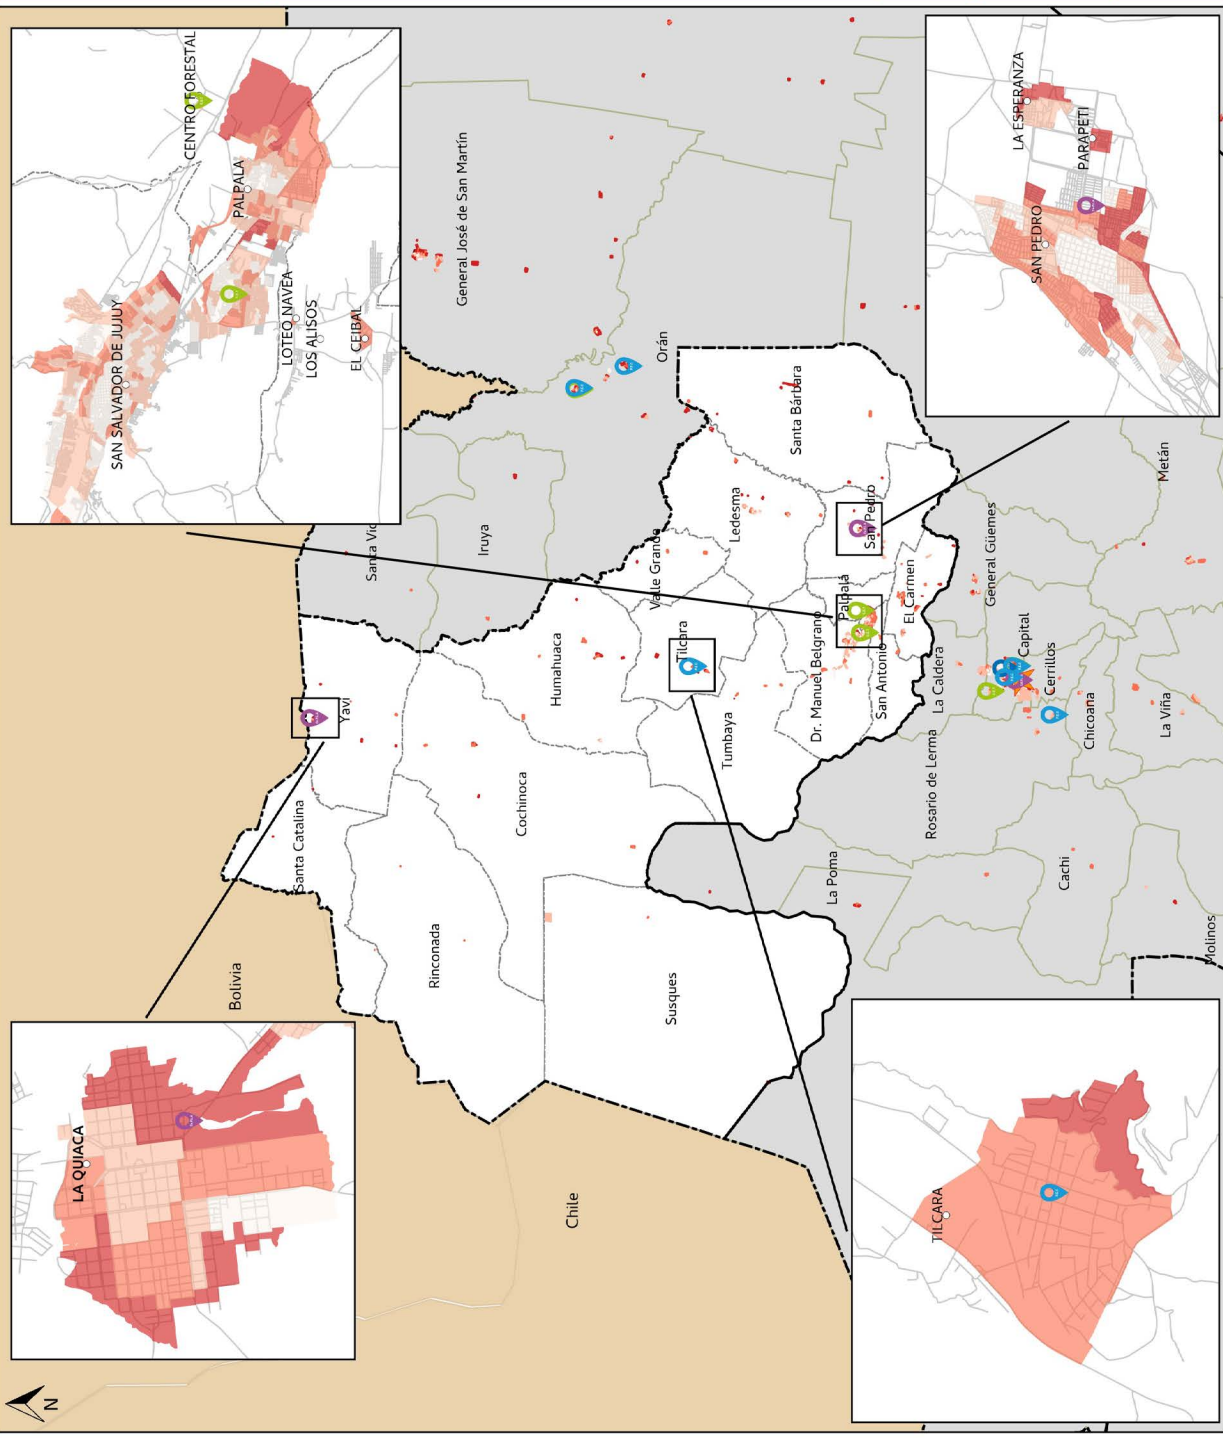 N
LA QUIACA
Bolivia
Chile
TILCARA
Santa Catalina
Rinconada
Susques
Cochinoca
Yavi
Humahuaca
Tilcara
Tumbaya
Valle Grande
Ledesma
Santa Bárbara
San Pedro
Palpalá
Dr. Manuel Belgrano
San Antonio
El Carmen
Iruya
Orán
General José de San Martín
La Caldera
General Güemes
Capital
Cerrillos
Rosario de Lerma
Chicoana
La Viña
Metán
La Poma
Cachi
Molinos
SAN SALVADOR DE JUJUY
CENTRO FORESTAL
PALPALA
LOTEO NAVEA
LOS ALISOS
EL CEIBAL
LA ESPERANZA
PARAPETI
SAN PEDRO